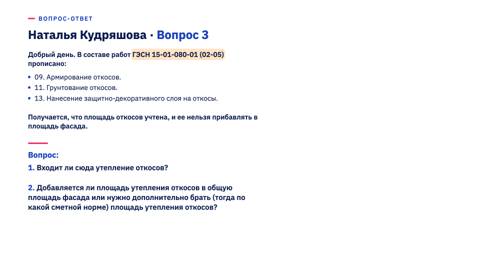 ВОПРОС-ОТВЕТ
Наталья Кудряшова · Вопрос 3
Добрый день. В составе работ ГЭСН 15-01-080-01 (02-05)
прописано:
• 09. Армирование откосов.
• 11. Грунтование откосов.
• 13. Нанесение защитно-декоративного слоя на откосы.
Получается, что площадь откосов учтена, и ее нельзя прибавлять в
площадь фасада.
Вопрос:
1. Входит ли сюда утепление откосов?
2. Добавляется ли площадь утепления откосов в общую
площадь фасада или нужно дополнительно брать (тогда по
какой сметной норме) площадь утепления откосов?